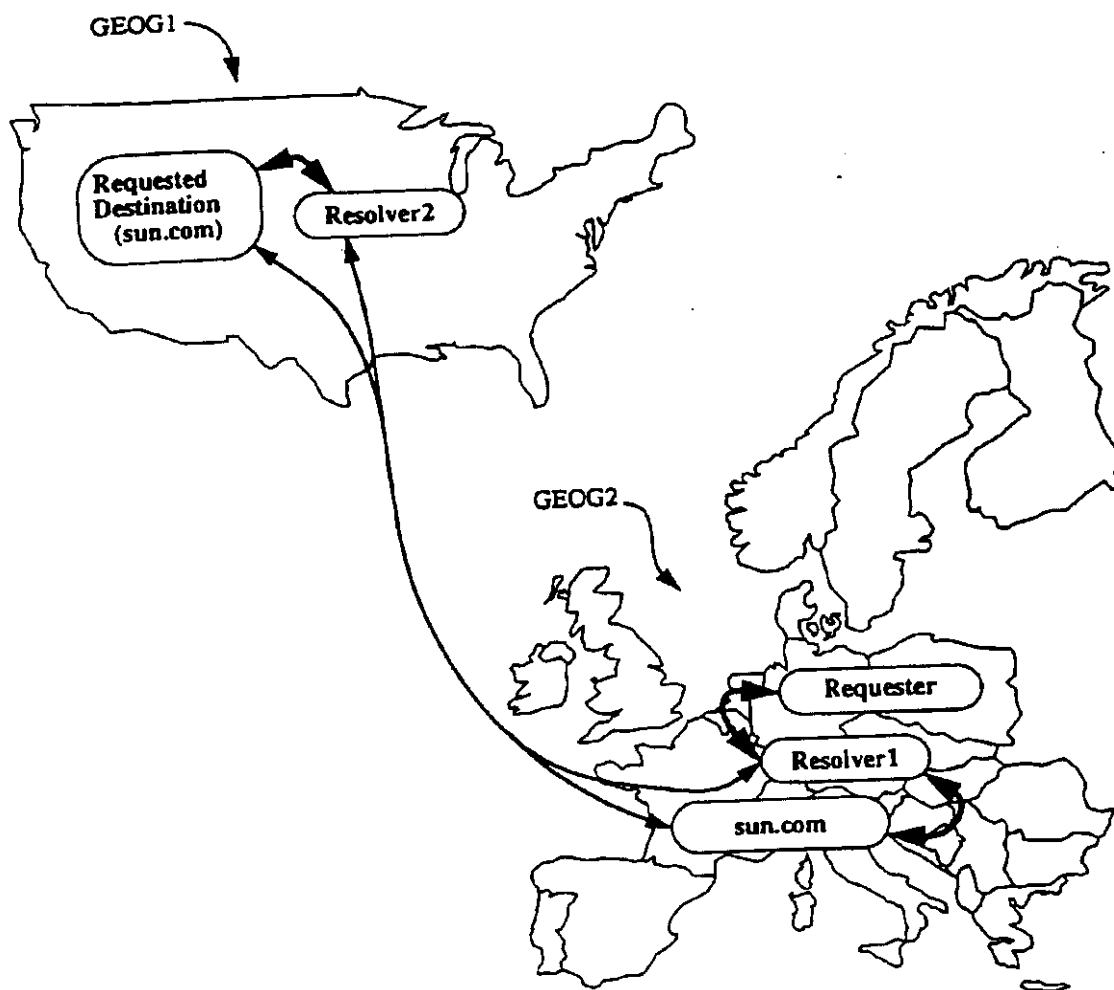 GEOG1
Requested
Destination
(sun.com)
Resolver2
GEOG2
Requester
Resolver1
sun.com